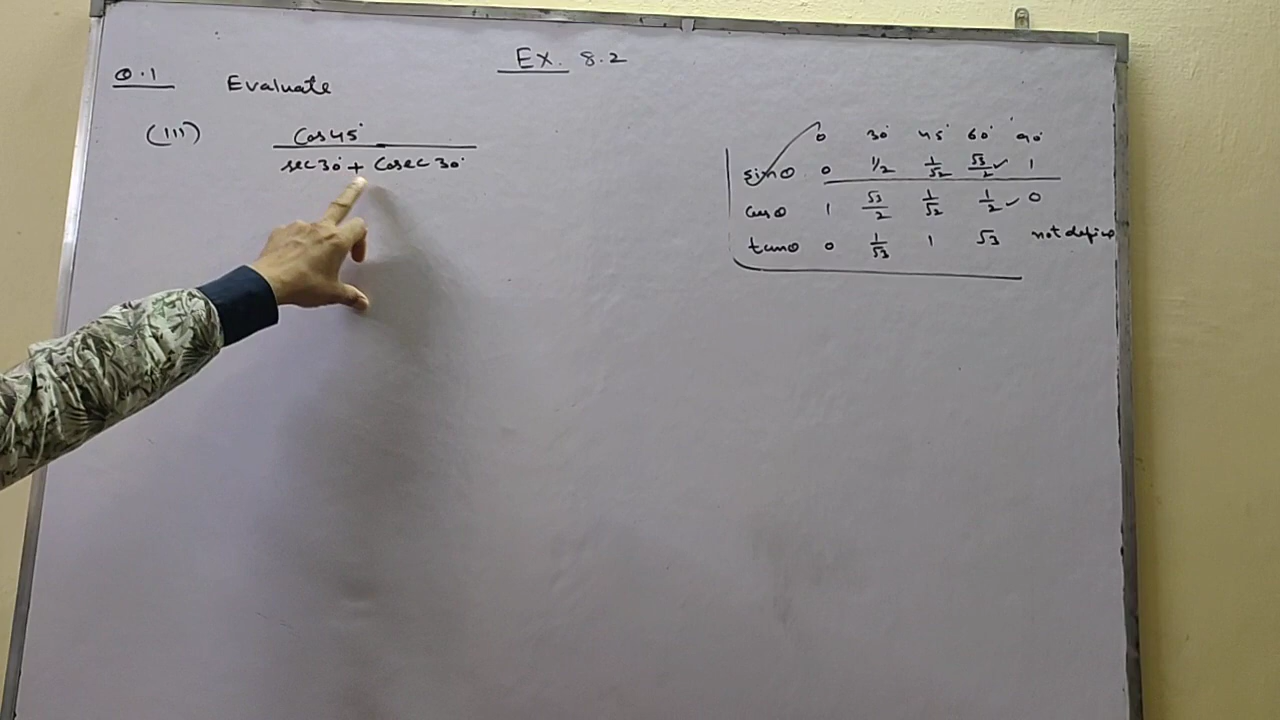 Ex. 8.2
Q.1 Evaluate
(iii) Cos45°
sec30° + Cosec30°
0 30° 45° 60° 90°
sinθ 0 1/2 1/√2 √3/2 ✓ 1
cosθ 1 √3/2 1/√2 1/2 ✓ 0
tanθ 0 1/√3 1 √3 not define